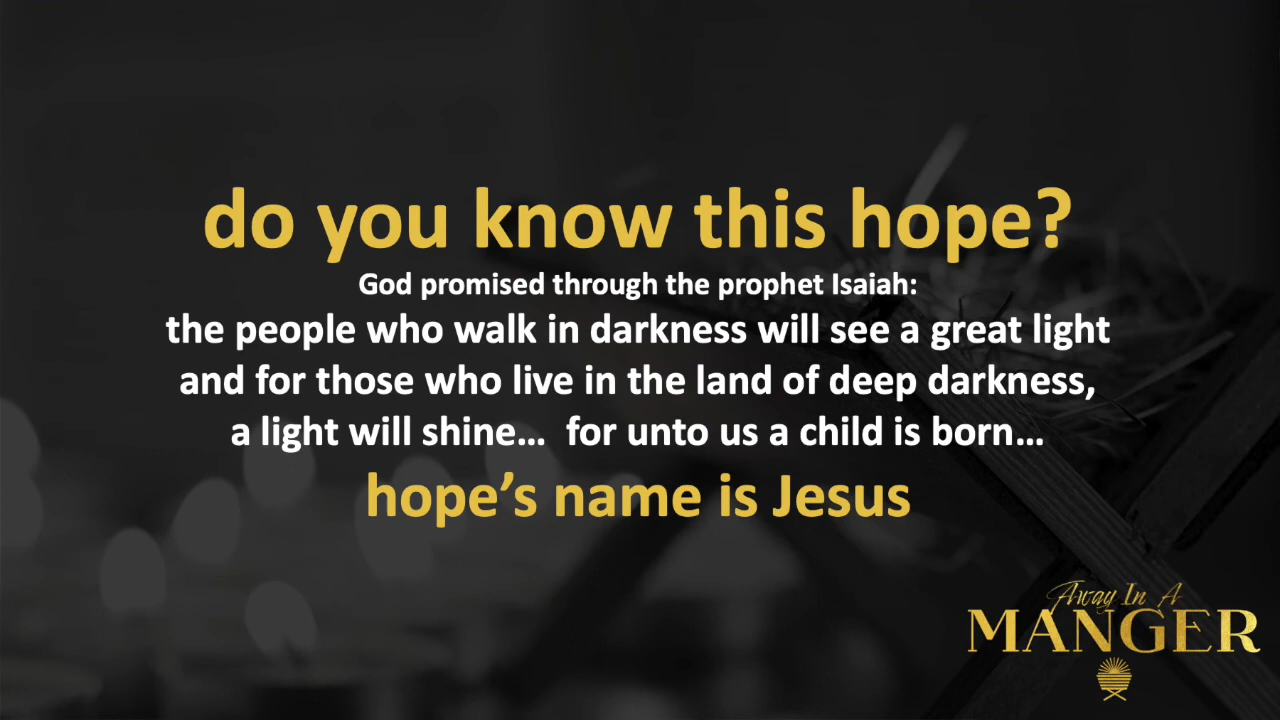 do you know this hope?
God promised through the prophet Isaiah:
the people who walk in darkness will see a great light
and for those who live in the land of deep darkness,
a light will shine...  for unto us a child is born...
hope’s name is Jesus
Away In A
MANGER